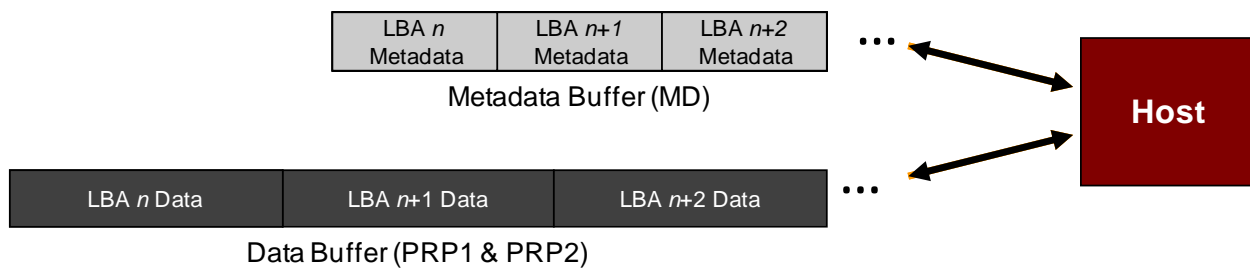 LBA n
Metadata
LBA n+1
Metadata
LBA n+2
Metadata
...
Metadata Buffer (MD)
Host
LBA n Data
LBA n+1 Data
LBA n+2 Data
...
Data Buffer (PRP1 & PRP2)